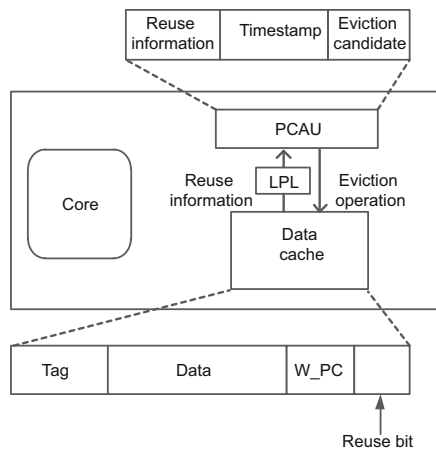 Reuse information
Timestamp
Eviction candidate
PCAU
Reuse information
LPL
Eviction operation
Core
Data cache
Tag
Data
W_PC
Reuse bit